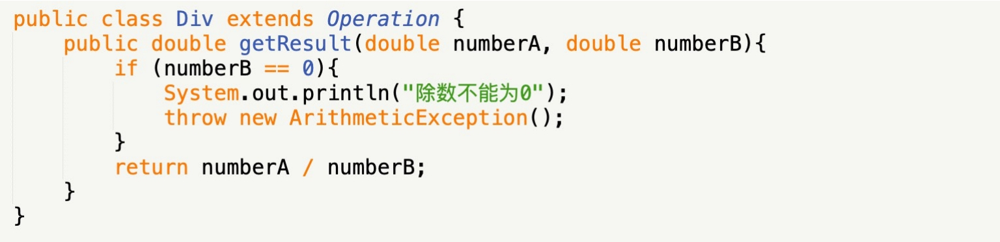 public class Div extends Operation {
    public double getResult(double numberA, double numberB){
        if (numberB == 0){
            System.out.println("除数不能为0");
            throw new ArithmeticException();
        }
        return numberA / numberB;
    }
}